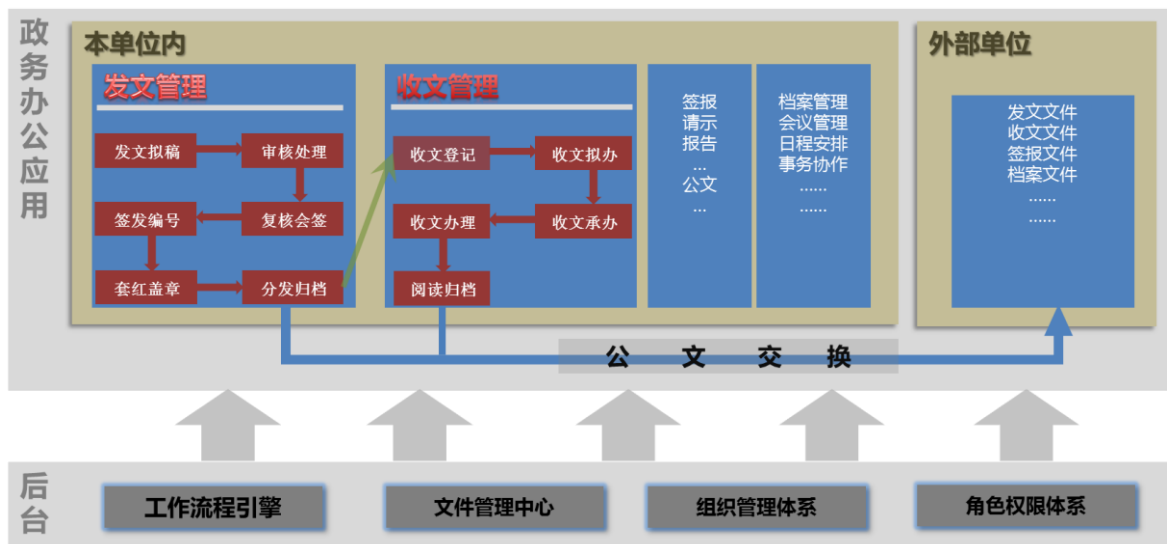 政务办公应用
本单位内
发文管理
发文拟稿
审核处理
签发编号
复核会签
套红盖章
分发归档
收文管理
收文登记
收文拟办
收文办理
收文承办
阅读归档
签报
请示
报告
...
公文
...
档案管理
会议管理
日程安排
事务协作
......
......
外部单位
发文文件
收文文件
签报文件
档案文件
......
......
公文交换
后台
工作流程引擎
文件管理中心
组织管理体系
角色权限体系